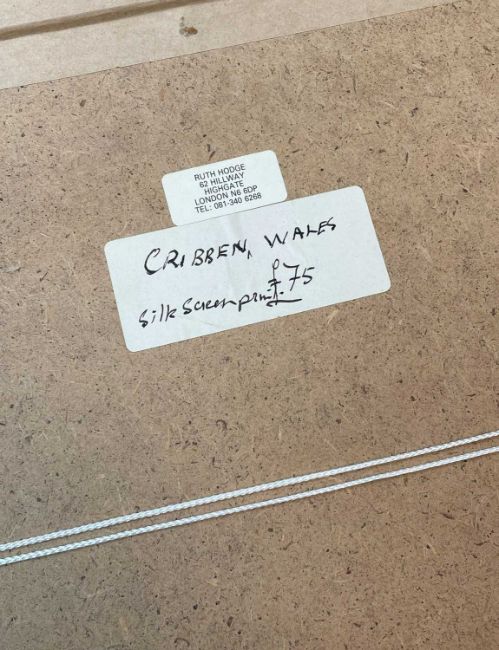 RUTH HODGE
62 HILLWAY
HIGHGATE
LONDON N6 6DP
TEL: 081-340 6268
CRIBBEN, WALES
Silk Screen print. £75